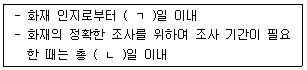 - 화재 인지로부터 ( ㄱ )일 이내
- 화재의 정확한 조사를 위하여 조사 기간이 필요
한 때는 총 ( ㄴ )일 이내